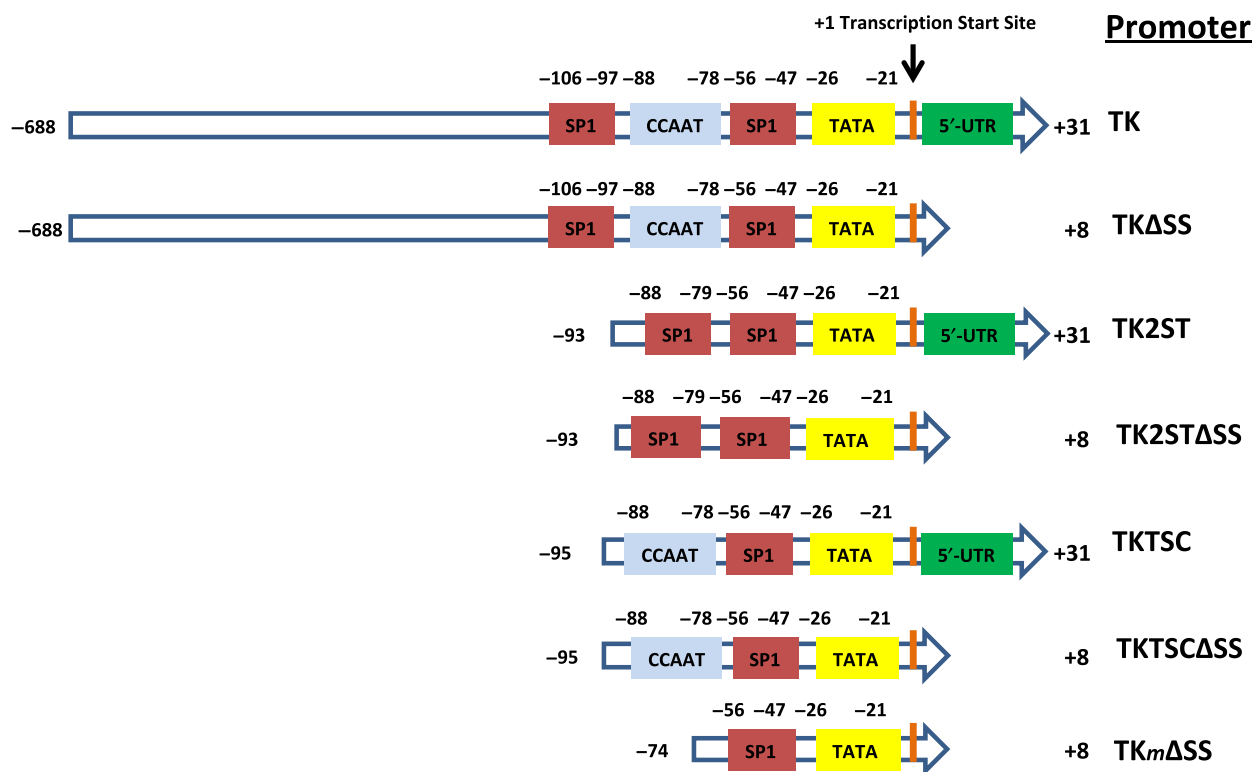 +1 Transcription Start Site
Promoter
–106 –97 –88 –78 –56 –47 –26 –21
–688 SP1 CCAAT SP1 TATA 5′-UTR +31 TK
–106 –97 –88 –78 –56 –47 –26 –21
–688 SP1 CCAAT SP1 TATA +8 TKΔSS
–88 –79 –56 –47 –26 –21
–93 SP1 SP1 TATA 5′-UTR +31 TK2ST
–88 –79 –56 –47 –26 –21
–93 SP1 SP1 TATA +8 TK2STΔSS
–88 –78 –56 –47 –26 –21
–95 CCAAT SP1 TATA 5′-UTR +31 TKTSC
–88 –78 –56 –47 –26 –21
–95 CCAAT SP1 TATA +8 TKTSCΔSS
–56 –47 –26 –21
–74 SP1 TATA +8 TKmΔSS